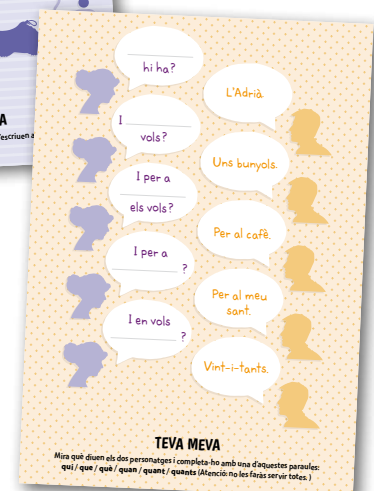 A
escriuen a
hi ha?
L'Adrià.
I
vols?
Uns bunyols.
I per a
els vols?
Per al cafè.
I per a
?
Per al meu
sant.
I en vols
?
Vint-i-tants.
TEVA MEVA
Mira què diuen els dos personatges i completa-ho amb una d'aquestes paraules:
qui / que / què / quan / quant / quants (Atenció: no les faràs servir totes.)